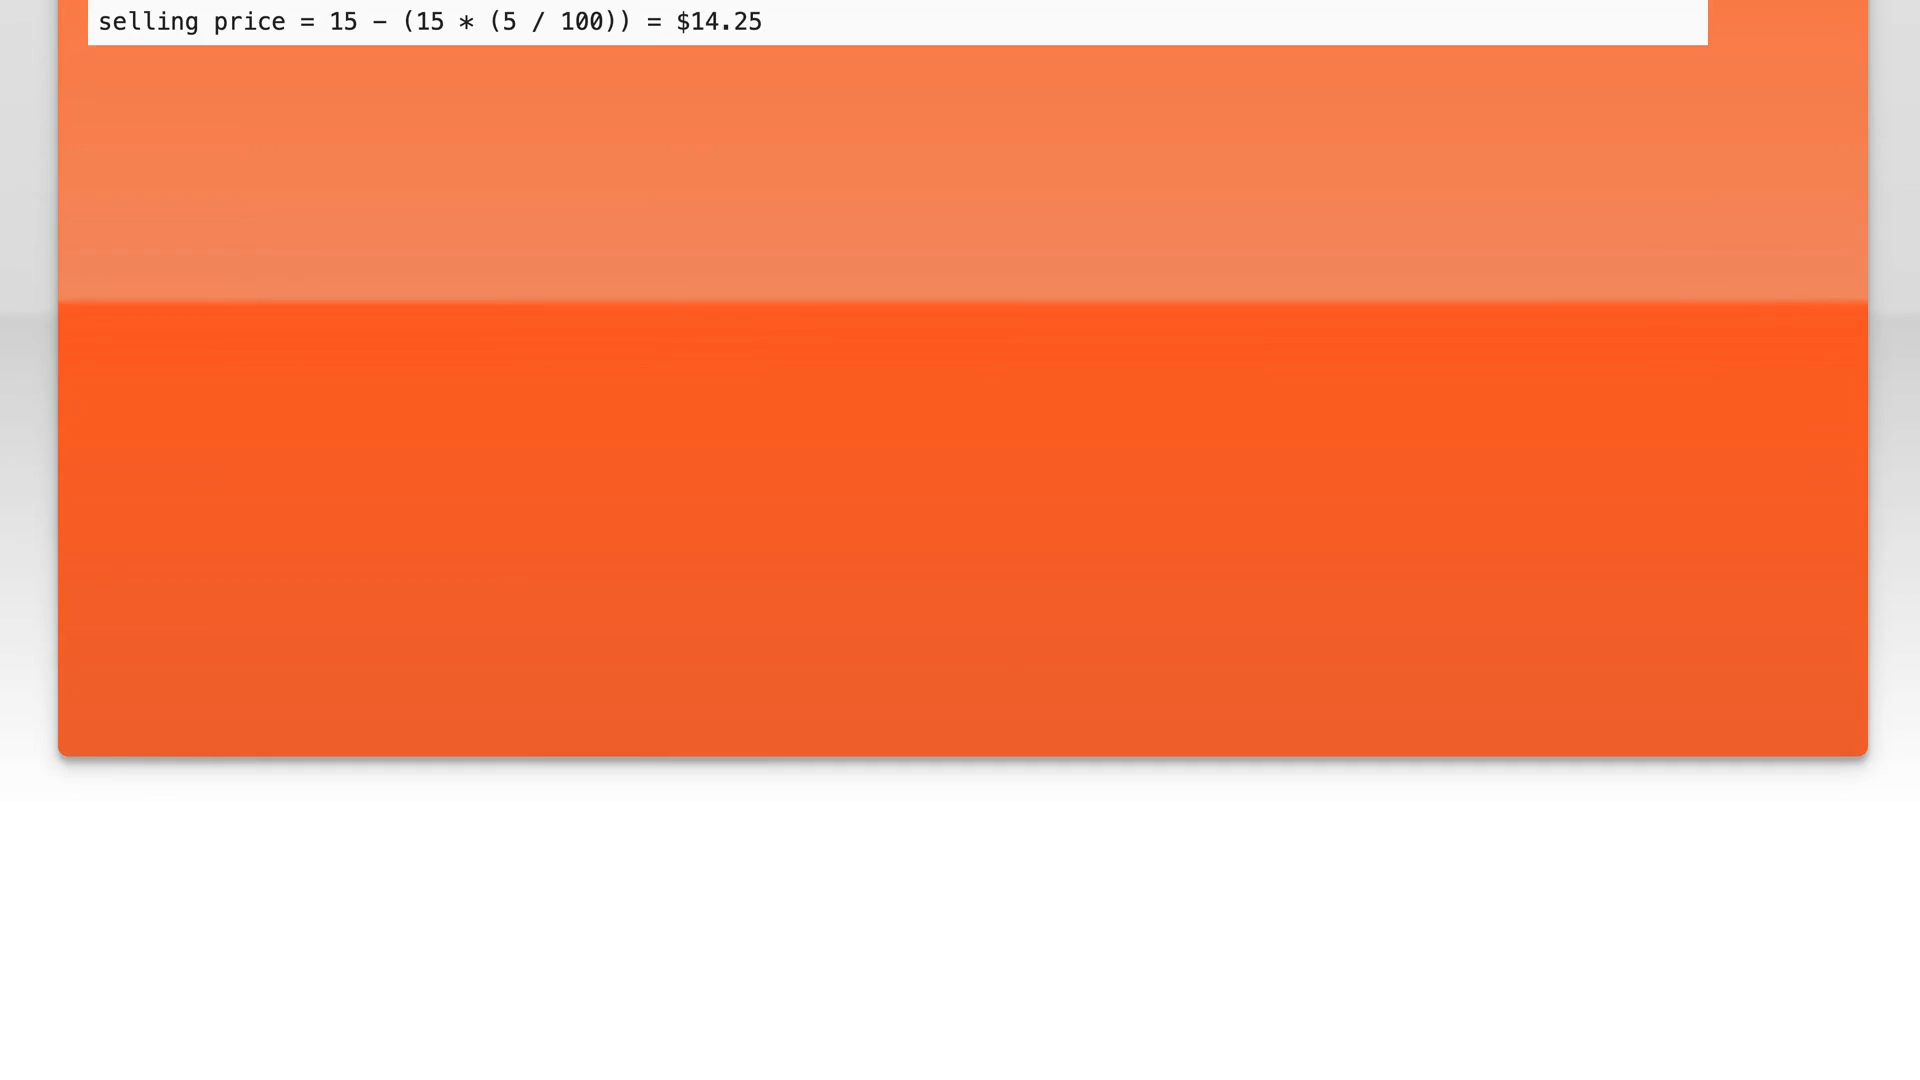 selling price = 15 − (15 * (5 / 100)) = $14.25